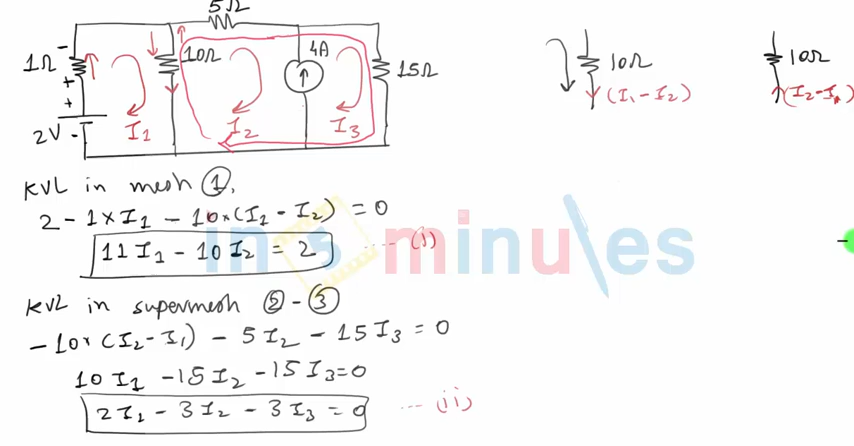 5Ω
1Ω
10Ω
4A
15Ω
2V
I₁
I₂
I₃
10Ω
(I₁ - I₂)
10Ω
(I₂ - I₁)
KVL in mesh ①,
2 - 1 × I₁ - 10 × (I₁ - I₂) = 0
11 I₁ - 10 I₂ = 2 ---- (i)
KVL in supermesh ② - ③
- 10 × (I₂ - I₁) - 5 I₂ - 15 I₃ = 0
10 I₁ - 15 I₂ - 15 I₃ = 0
2 I₁ - 3 I₂ - 3 I₃ = 0 ---- (ii)
in 5 minutes